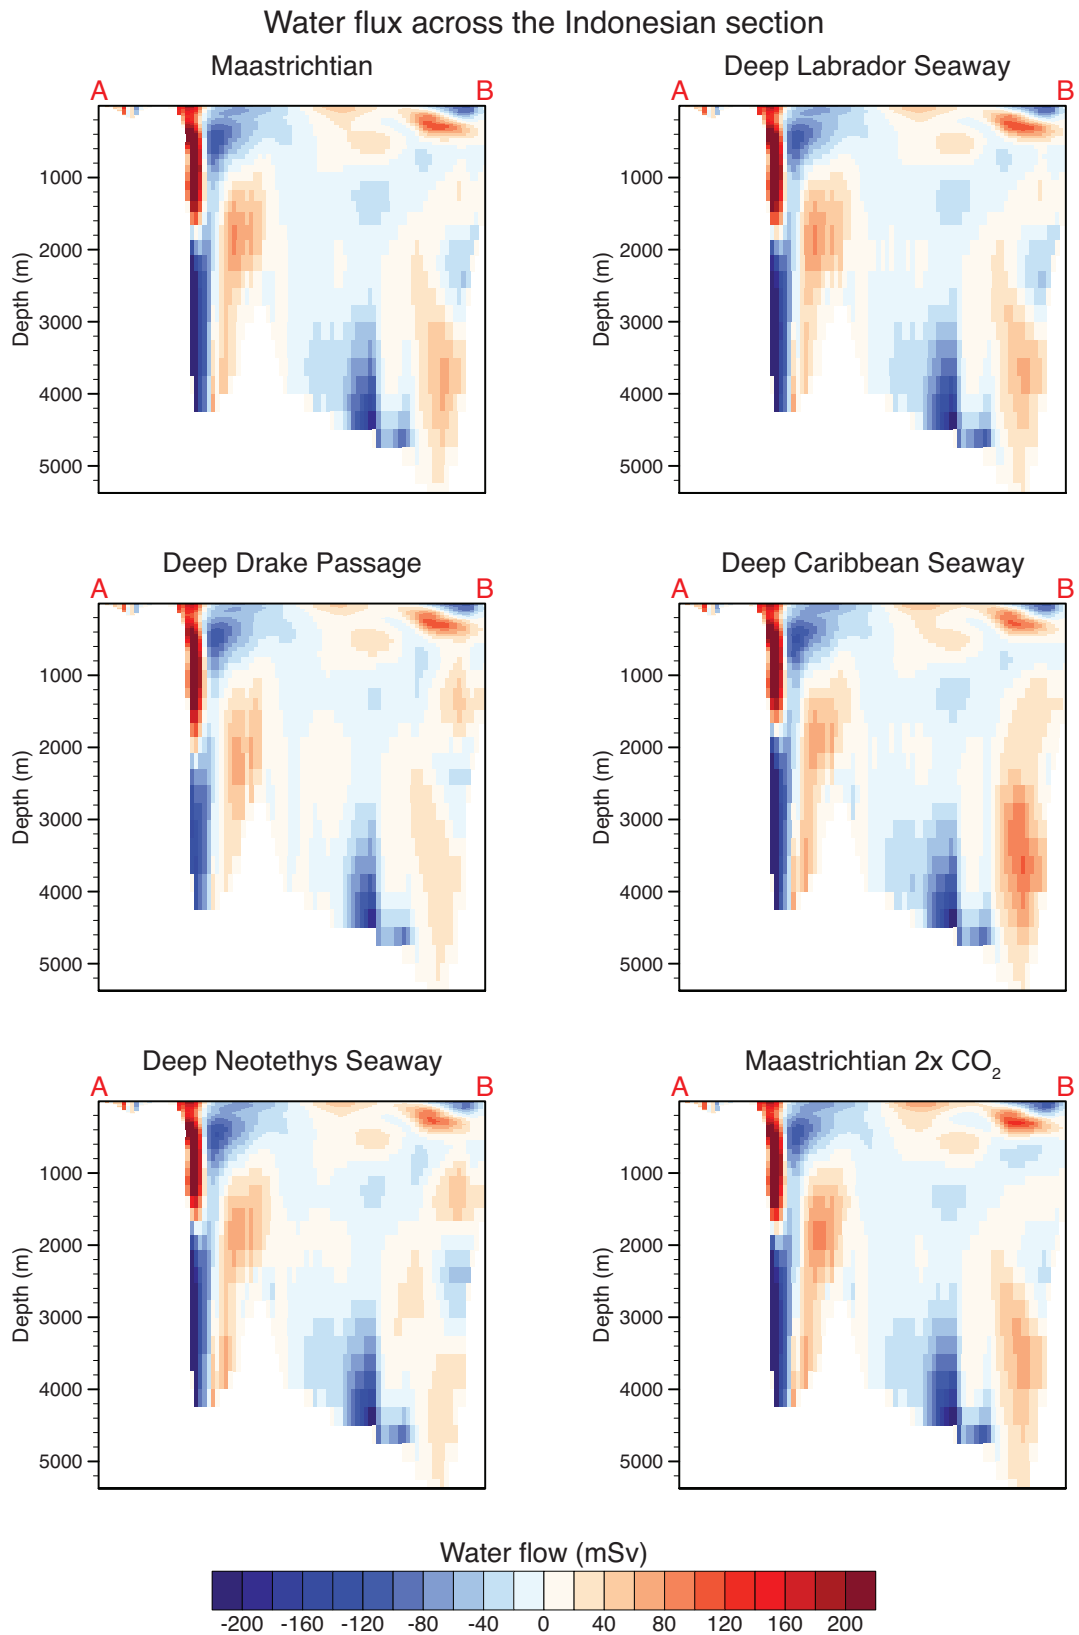 Water flux across the Indonesian section
Maastrichtian
Deep Labrador Seaway
A B A B
1000
2000
3000
4000
5000
Depth (m)
1000
2000
3000
4000
5000
Depth (m)
Deep Drake Passage
Deep Caribbean Seaway
A B A B
1000
2000
3000
4000
5000
Depth (m)
1000
2000
3000
4000
5000
Depth (m)
Deep Neotethys Seaway
Maastrichtian 2x CO₂
A B A B
1000
2000
3000
4000
5000
Depth (m)
1000
2000
3000
4000
5000
Depth (m)
Water flow (mSv)
-200 -160 -120 -80 -40 0 40 80 120 160 200